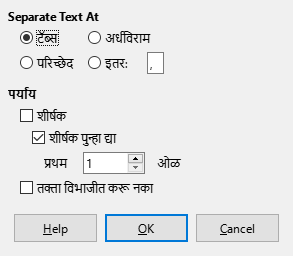 Separate Text At
टॅब्स अर्धविराम
परिच्छेद इतर: ,
पर्याय
शीर्षक
शीर्षक पुन्हा द्या
प्रथम 1 ओळ
तक्ता विभाजीत करू नका
Help OK Cancel